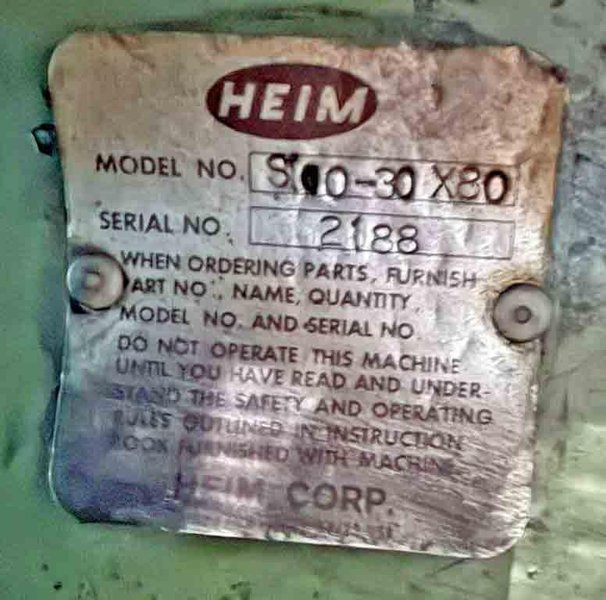 HEIM
MODEL NO. X80
SERIAL NO. 2188
WHEN ORDERING PARTS, FURNISH
PART NO., NAME, QUANTITY,
MODEL NO. AND SERIAL NO
DO NOT OPERATE THIS MACHINE
UNTIL YOU HAVE READ AND UNDER-
STAND THE SAFETY AND OPERATING
RULES OUTLINED IN INSTRUCTION
BOOK FURNISHED WITH MACHINE
HEIM CORP.